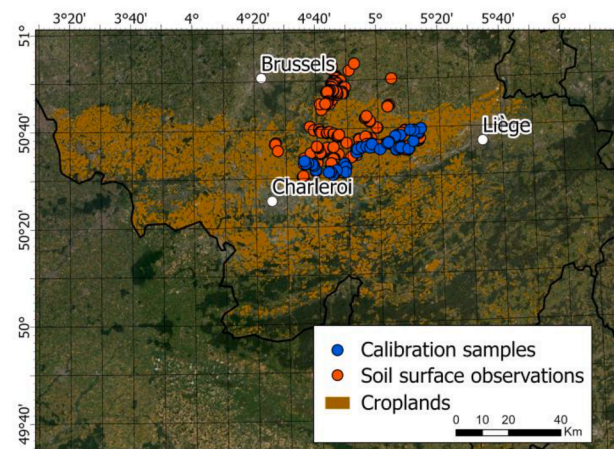 3°20' 3°40' 4° 4°20' 4°40' 5° 5°20' 5°40' 6°
51°
Brussels
50°40'
Liège
Charleroi
50°20'
50°
Calibration samples
Soil surface observations
Croplands
49°40'
0 10 20 40
Km